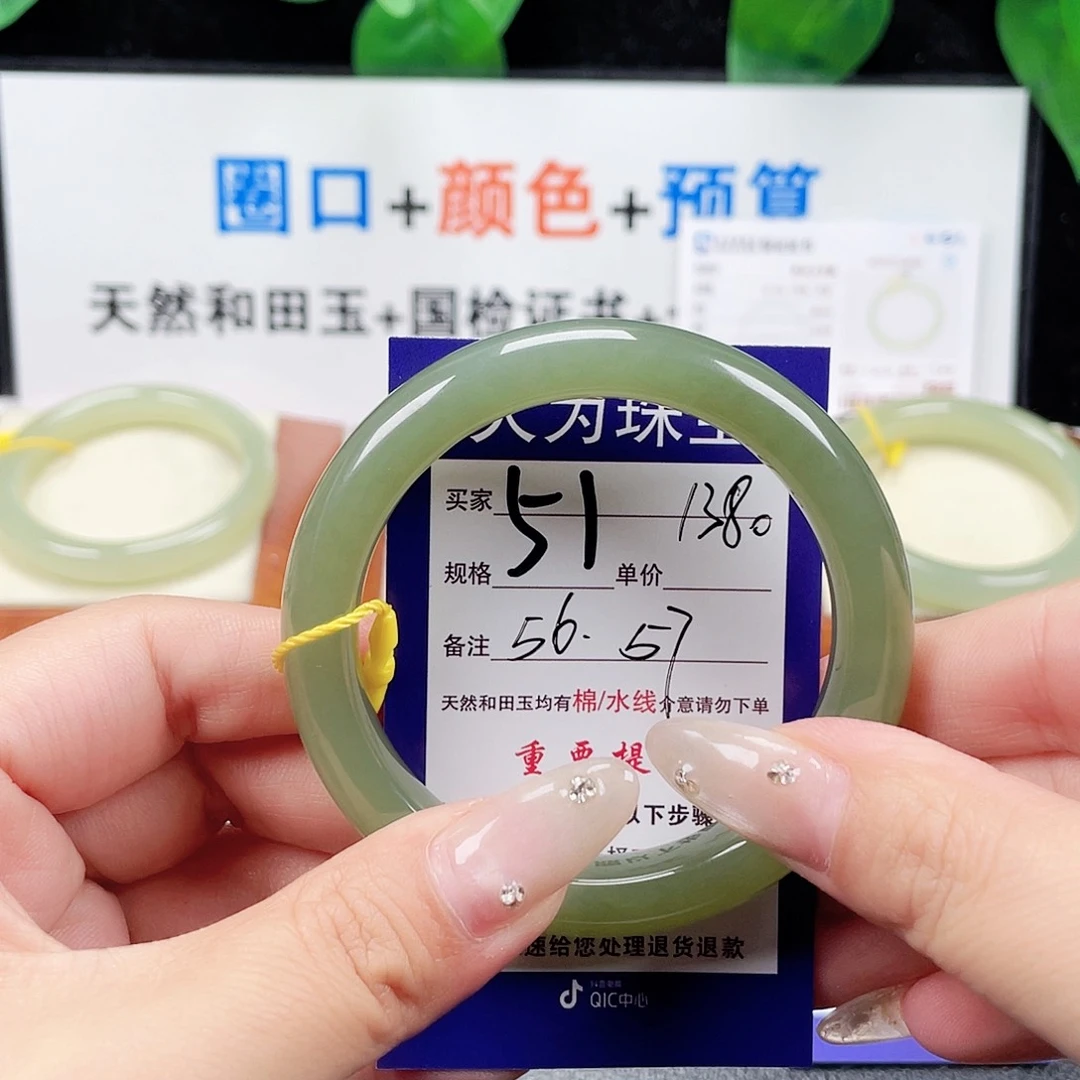 圈口+颜色+预算
天然和田玉+国检证书+
为珠
买家 51 1380
规格 单价
备注 56. 57
天然和田玉均有棉/水线介意请勿下单
重要提
以下步骤
速给您处理退货退款
QIC中心